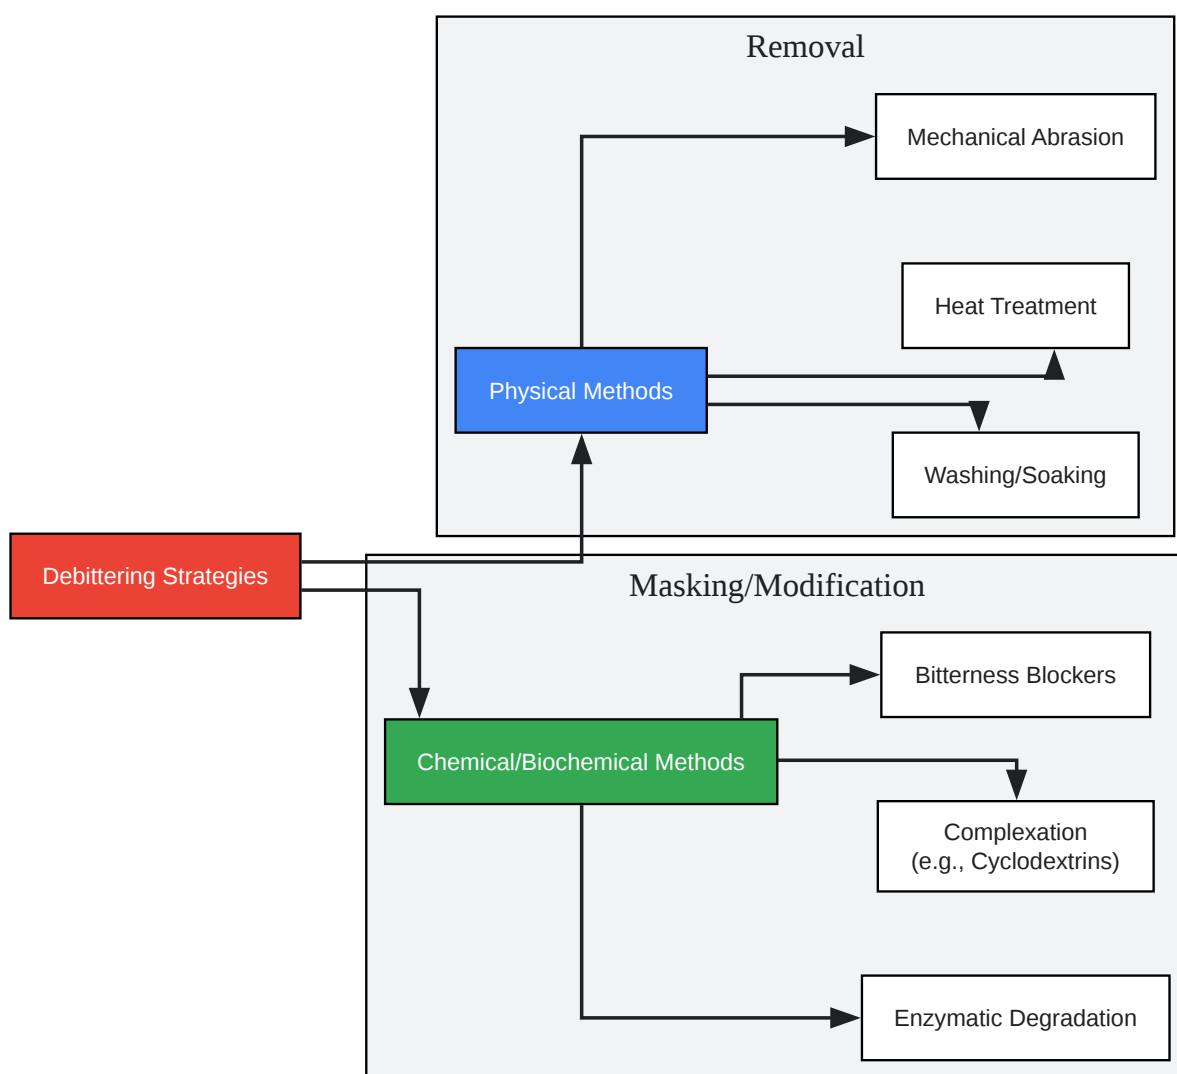 Removal
Mechanical Abrasion
Heat Treatment
Physical Methods
Washing/Soaking
Debittering Strategies
Masking/Modification
Bitterness Blockers
Chemical/Biochemical Methods
Complexation
(e.g., Cyclodextrins)
Enzymatic Degradation